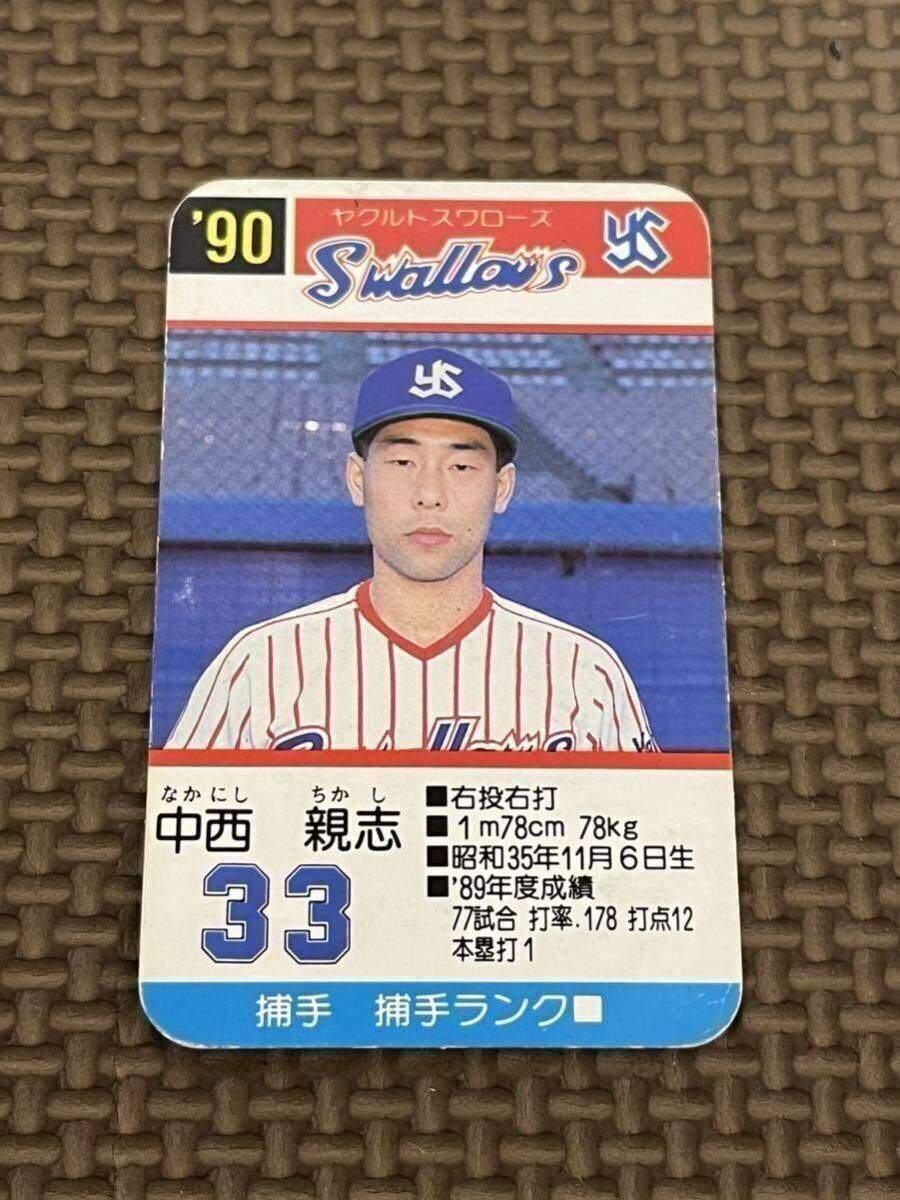 '90
ヤクルトスワローズ
Swallows
YS
YS
Swallows
なかにし ちかし
中西 親志
33
■右投右打
■1m78cm 78kg
■昭和35年11月6日生
■'89年度成績
77試合 打率.178 打点12
本塁打1
捕手 捕手ランク■